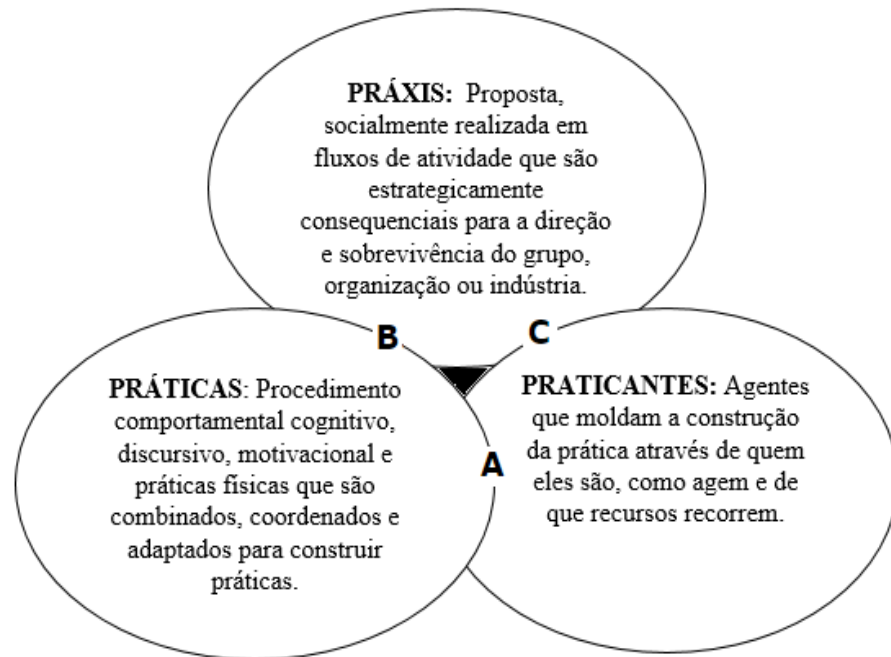 PRÁXIS: Proposta,
socialmente realizada em
fluxos de atividade que são
estrategicamente
consequenciais para a direção
e sobrevivência do grupo,
organização ou indústria.
B
C
PRÁTICAS: Procedimento
comportamental cognitivo,
discursivo, motivacional e
práticas físicas que são
combinados, coordenados e
adaptados para construir
práticas.
A
PRATICANTES: Agentes
que moldam a construção
da prática através de quem
eles são, como agem e de
que recursos recorrem.